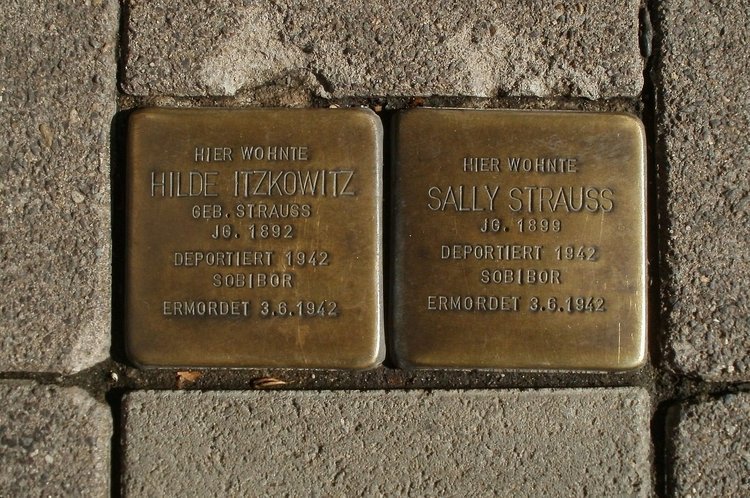 HIER WOHNTE
HILDE ITZKOWITZ
GEB. STRAUSS
JG. 1892
DEPORTIERT 1942
SOBIBOR
ERMORDET 3.6.1942
HIER WOHNTE
SALLY STRAUSS
JG. 1899
DEPORTIERT 1942
SOBIBOR
ERMORDET 3.6.1942